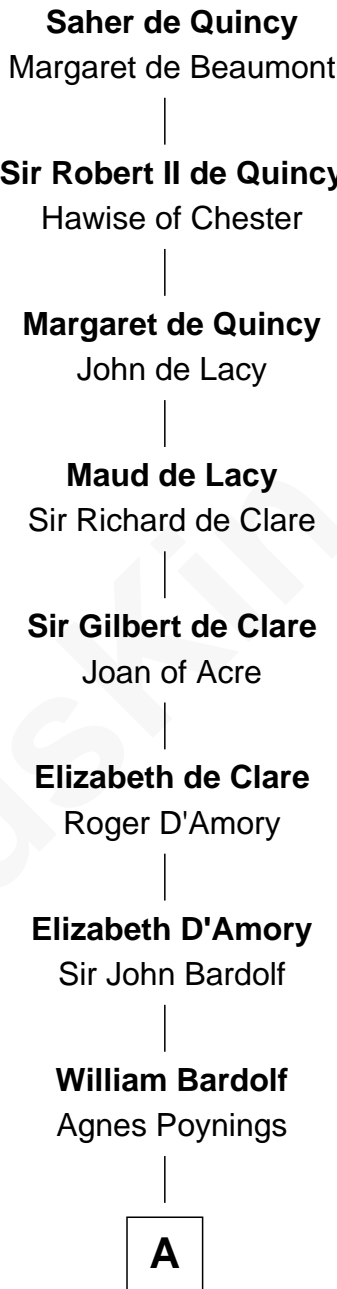 Saher de Quincy
Margaret de Beaumont
Sir Robert II de Quincy
Hawise of Chester
Margaret de Quincy
John de Lacy
Maud de Lacy
Sir Richard de Clare
Sir Gilbert de Clare
Joan of Acre
Elizabeth de Clare
Roger D'Amory
Elizabeth D'Amory
Sir John Bardolf
William Bardolf
Agnes Poynings
A